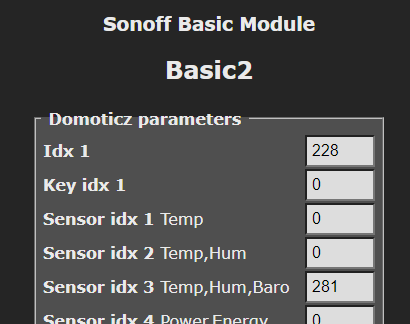 Sonoff Basic Module
Basic2
Domoticz parameters
Idx 1 228
Key idx 1 0
Sensor idx 1 Temp 0
Sensor idx 2 Temp,Hum 0
Sensor idx 3 Temp,Hum,Baro 281
Sensor idx 4 Power,Energy 0